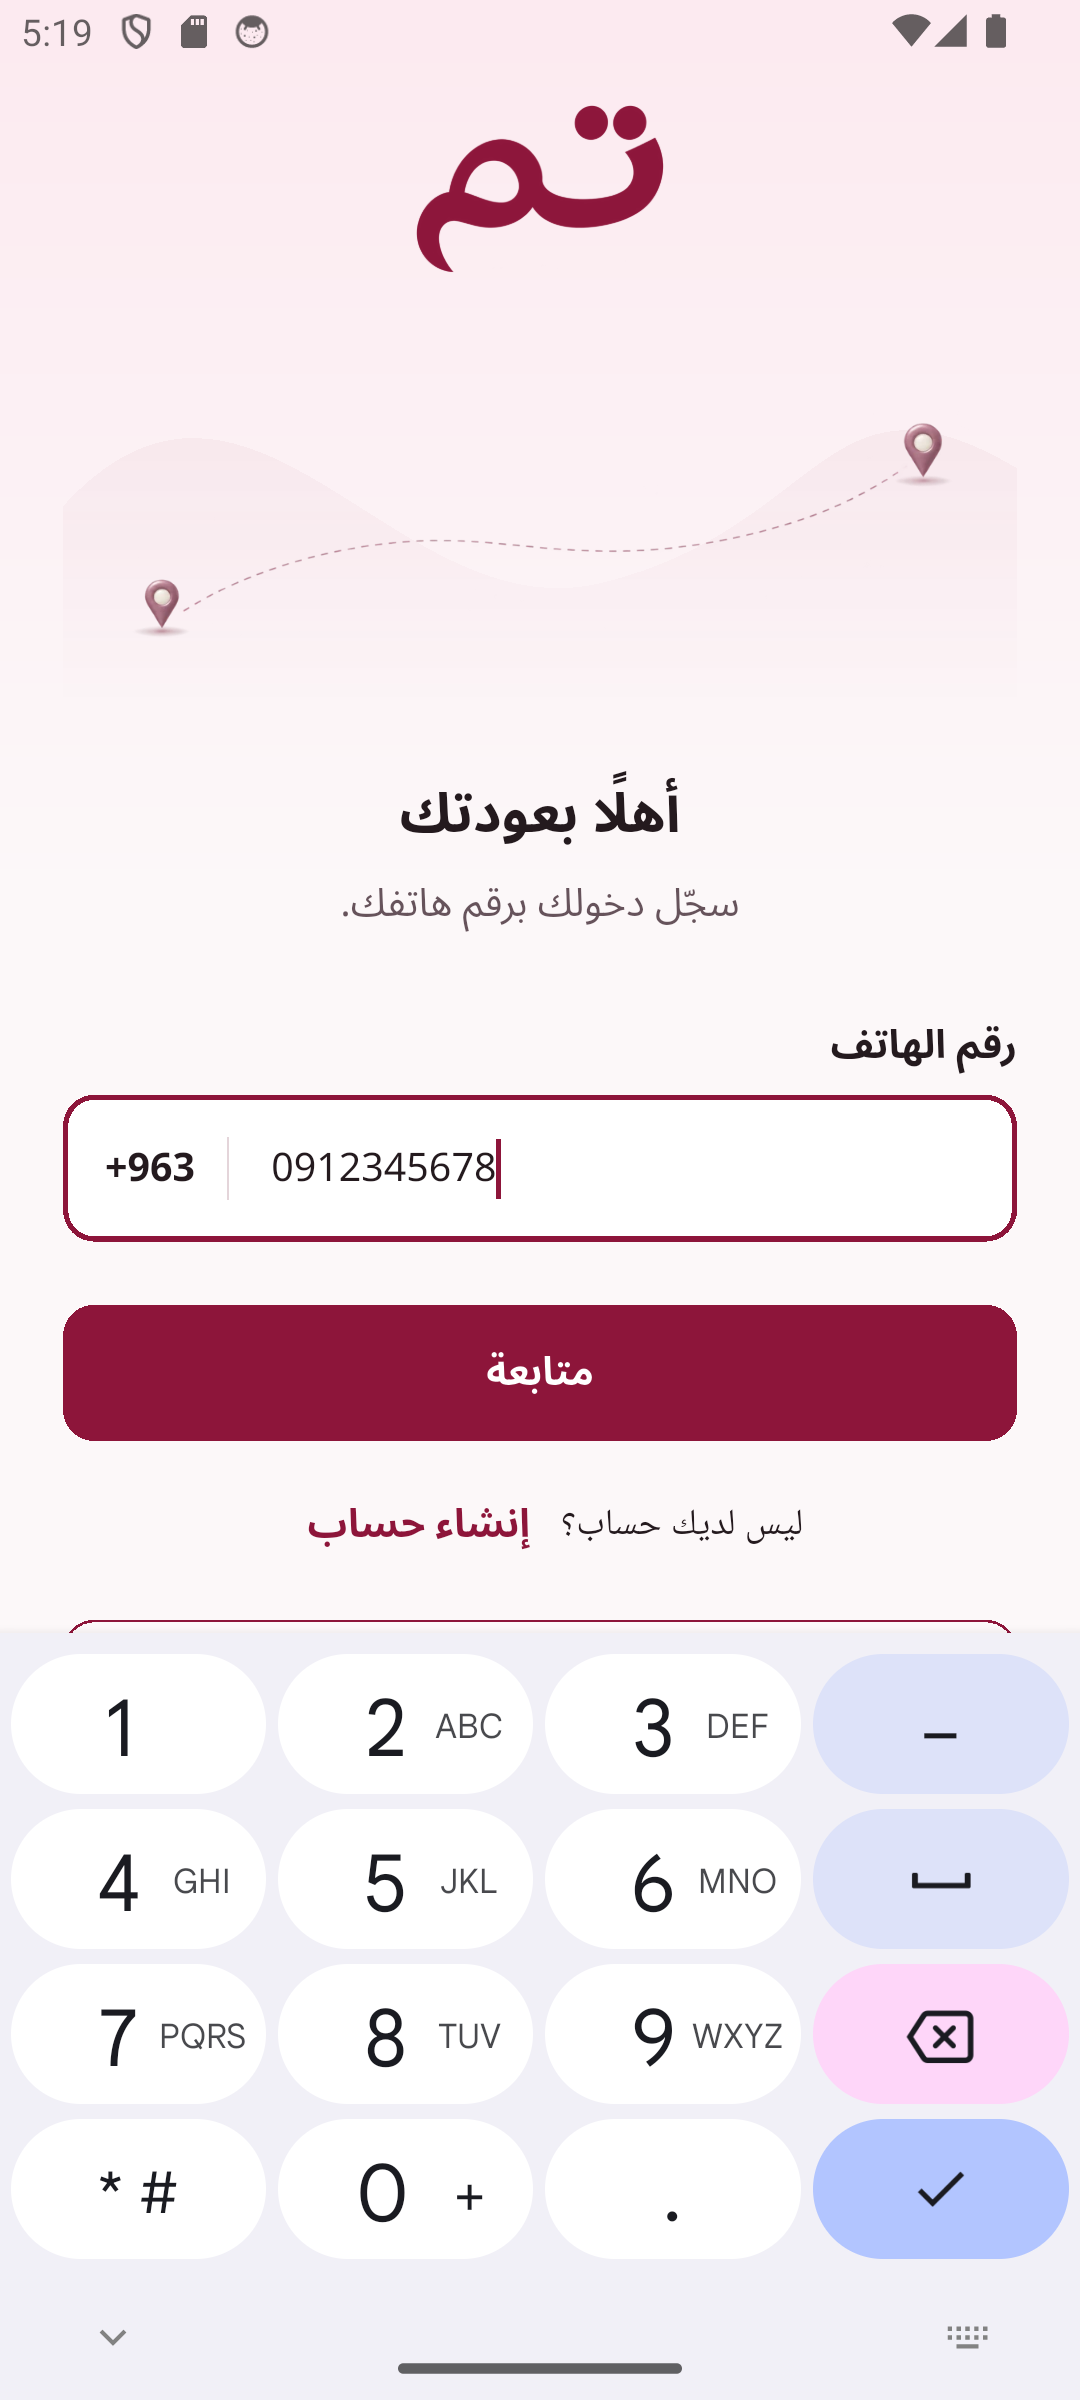 5:19
تم
أهلًا بعودتك
سجّل دخولك برقم هاتفك.
رقم الهاتف
+963 0912345678
متابعة
ليس لديك حساب؟ إنشاء حساب
1 2 ABC 3 DEF –
4 GHI 5 JKL 6 MNO
7 PQRS 8 TUV 9 WXYZ
* # 0 + .